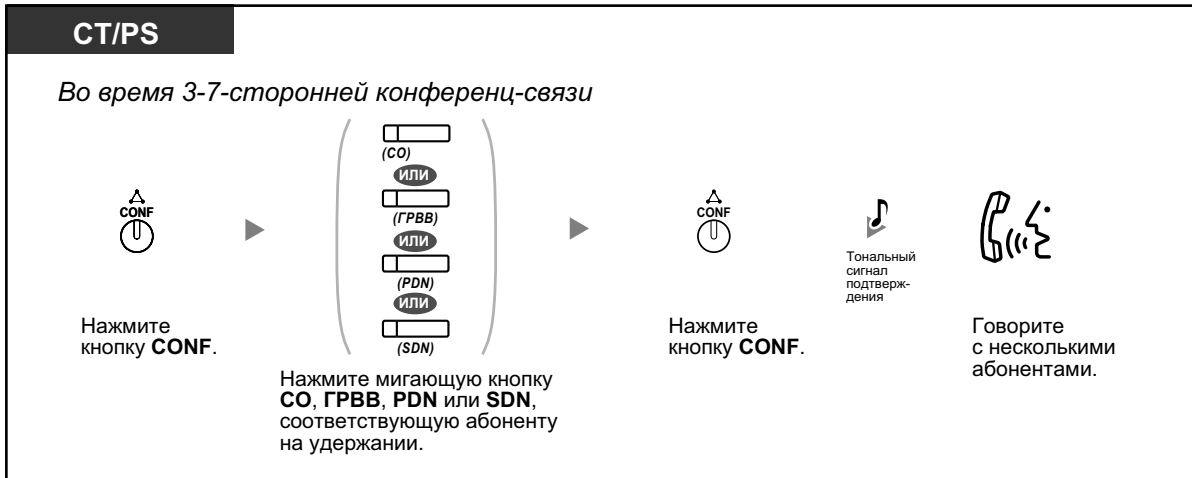 CT/PS
Во время 3-7-сторонней конференц-связи
CONF
Нажмите
кнопку CONF.
(CO)
ИЛИ
(ГРВВ)
ИЛИ
(PDN)
ИЛИ
(SDN)
Нажмите мигающую кнопку
CO, ГРВВ, PDN или SDN,
соответствующую абоненту
на удержании.
CONF
Нажмите
кнопку CONF.
Тональный
сигнал
подтверж-
дения
Говорите
с несколькими
абонентами.